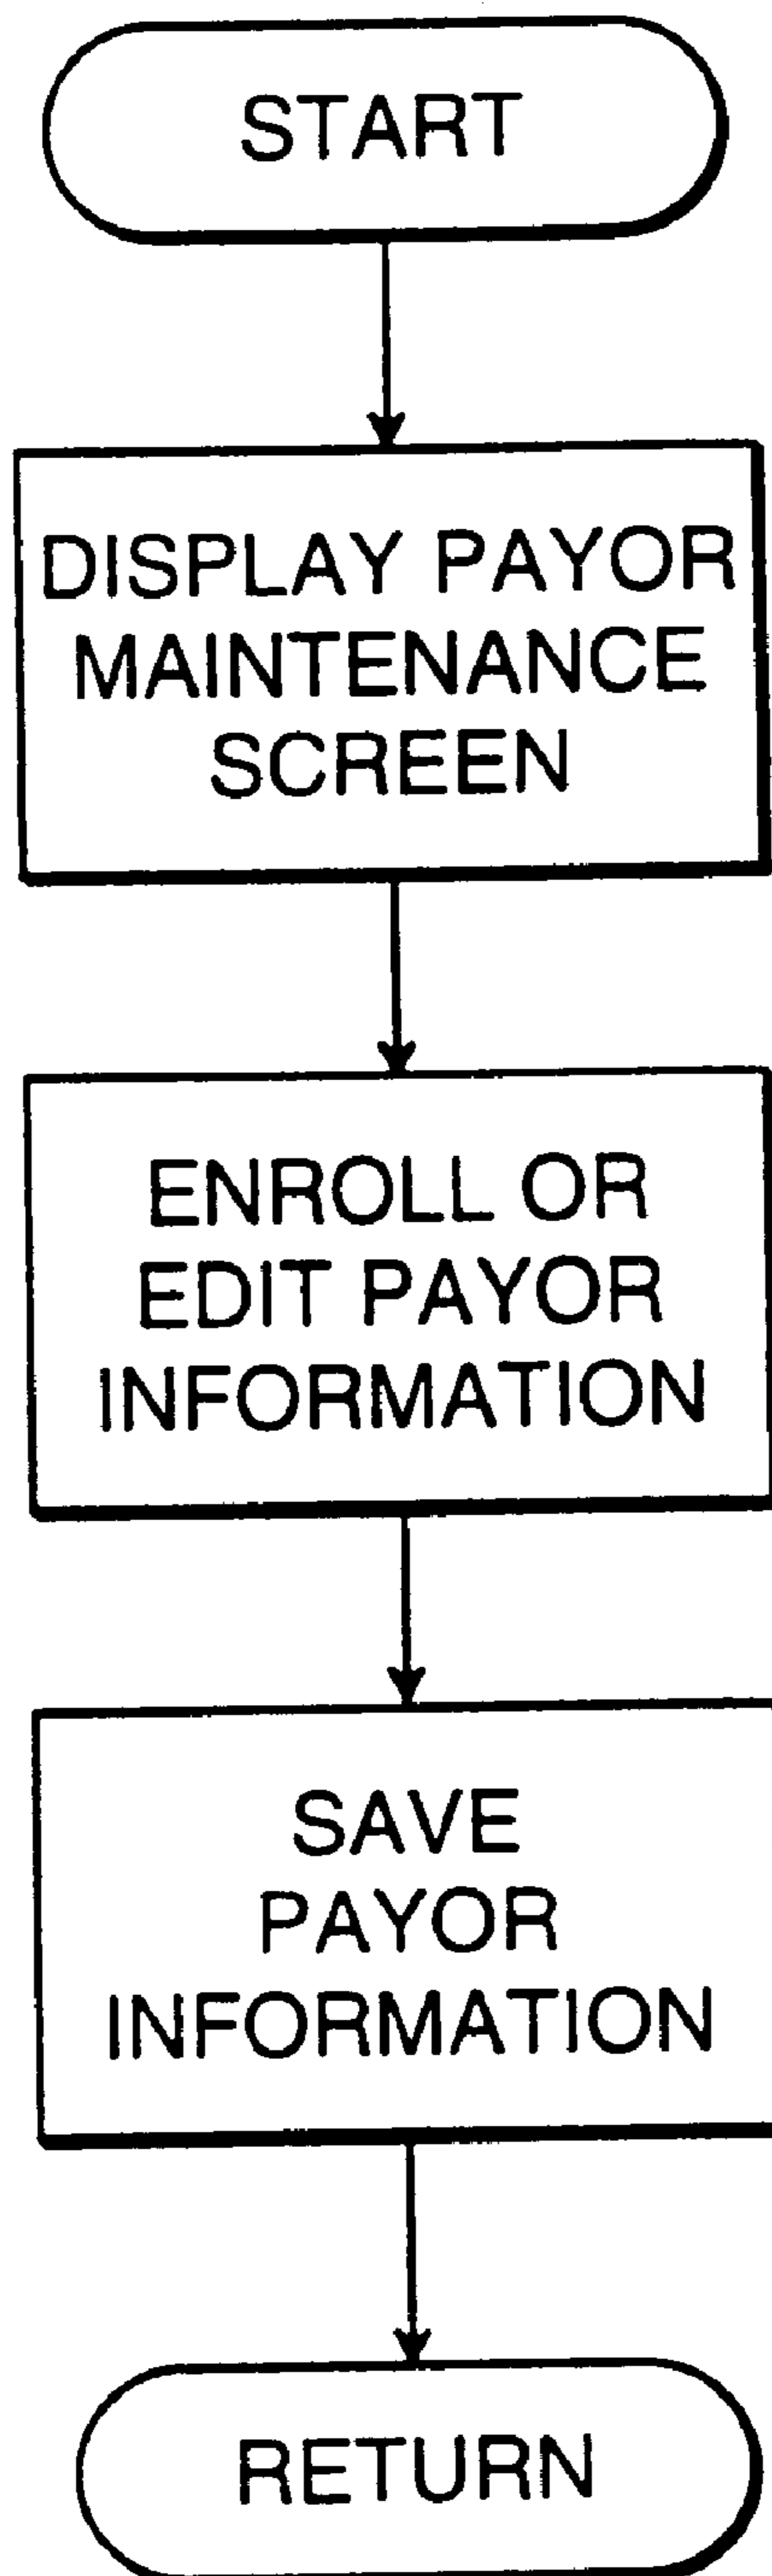 START
DISPLAY PAYOR
MAINTENANCE
SCREEN
ENROLL OR
EDIT PAYOR
INFORMATION
SAVE
PAYOR
INFORMATION
RETURN